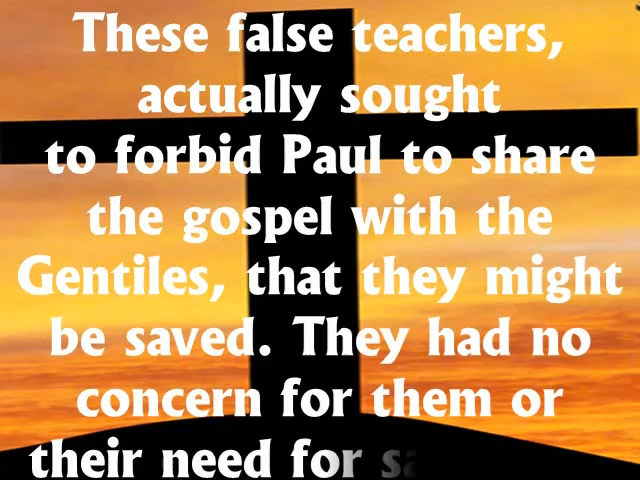 These false teachers,
actually sought
to forbid Paul to share
the gospel with the
Gentiles, that they might
be saved. They had no
concern for them or
their need for